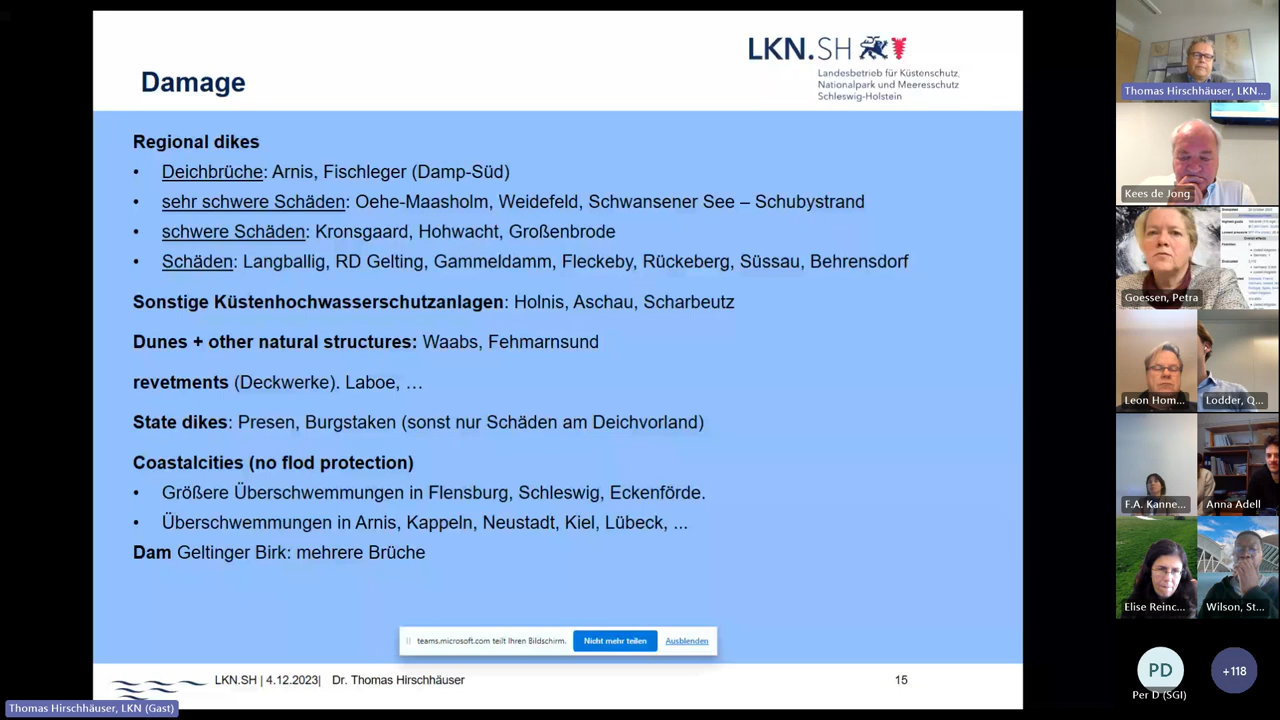 LKN.SH
Landesbetrieb für Küstenschutz,
Nationalpark und Meeresschutz
Schleswig-Holstein
Damage
Regional dikes
• Deichbrüche: Arnis, Fischleger (Damp-Süd)
• sehr schwere Schäden: Oehe-Maasholm, Weidefeld, Schwansener See – Schubystrand
• schwere Schäden: Kronsgaard, Hohwacht, Großenbrode
• Schäden: Langballig, RD Gelting, Gammeldamm, Fleckeby, Rückeberg, Süssau, Behrensdorf
Sonstige Küstenhochwasserschutzanlagen: Holnis, Aschau, Scharbeutz
Dunes + other natural structures: Waabs, Fehmarnsund
revetments (Deckwerke). Laboe, …
State dikes: Presen, Burgstaken (sonst nur Schäden am Deichvorland)
Coastalcities (no flod protection)
• Größere Überschwemmungen in Flensburg, Schleswig, Eckenförde.
• Überschwemmungen in Arnis, Kappeln, Neustadt, Kiel, Lübeck, ...
Dam Geltinger Birk: mehrere Brüche
teams.microsoft.com teilt Ihren Bildschirm. Nicht mehr teilen Ausblenden
LKN.SH | 4.12.2023| Dr. Thomas Hirschhäuser 15
Thomas Hirschhäuser, LKN (Gast)
Thomas Hirschhäuser, LKN...
Kees de Jong
Goessen, Petra
Leon Hom...
Lodder, Q...
F.A. Kanne...
Anna Adell
Elise Reinc...
Wilson, St...
PD
+118
Per D (SGI)